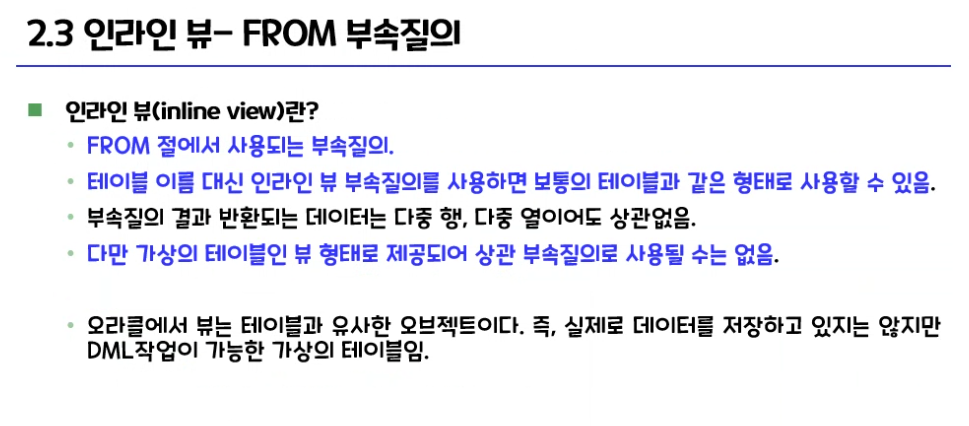 2.3 인라인 뷰- FROM 부속질의
■ 인라인 뷰(inline view)란?
• FROM 절에서 사용되는 부속질의.
• 테이블 이름 대신 인라인 뷰 부속질의를 사용하면 보통의 테이블과 같은 형태로 사용할 수 있음.
• 부속질의 결과 반환되는 데이터는 다중 행, 다중 열이어도 상관없음.
• 다만 가상의 테이블인 뷰 형태로 제공되어 상관 부속질의로 사용될 수는 없음.
• 오라클에서 뷰는 테이블과 유사한 오브젝트이다. 즉, 실제로 데이터를 저장하고 있지는 않지만
DML작업이 가능한 가상의 테이블임.